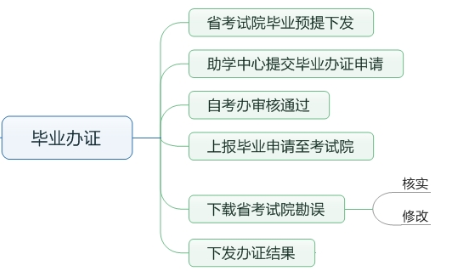 省考试院毕业预提下发
助学中心提交毕业办证申请
自考办审核通过
毕业办证
上报毕业申请至考试院
下载省考试院勘误
核实
修改
下发办证结果